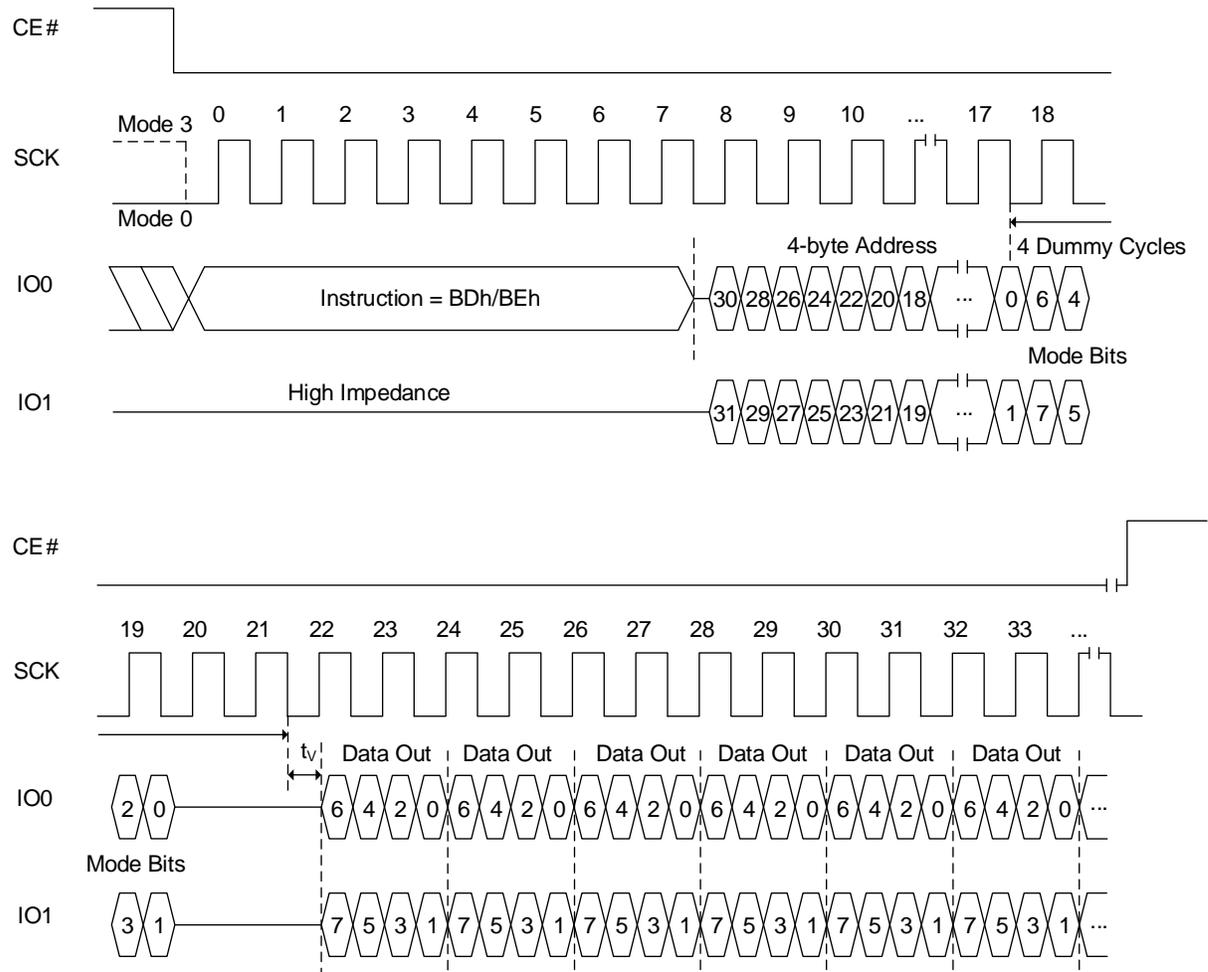 CE#
0 1 2 3 4 5 6 7 8 9 10 ... 17 18
Mode 3
SCK
Mode 0
4-byte Address 4 Dummy Cycles
IO0 Instruction = BDh/BEh 30 28 26 24 22 20 18 ... 0 6 4
Mode Bits
High Impedance
IO1 31 29 27 25 23 21 19 ... 1 7 5
CE#
19 20 21 22 23 24 25 26 27 28 29 30 31 32 33 ...
SCK
tV Data Out Data Out Data Out Data Out Data Out Data Out
IO0 2 0 6 4 2 0 6 4 2 0 6 4 2 0 6 4 2 0 6 4 2 0 6 4 2 0 ...
Mode Bits
IO1 3 1 7 5 3 1 7 5 3 1 7 5 3 1 7 5 3 1 7 5 3 1 7 5 3 1 ...